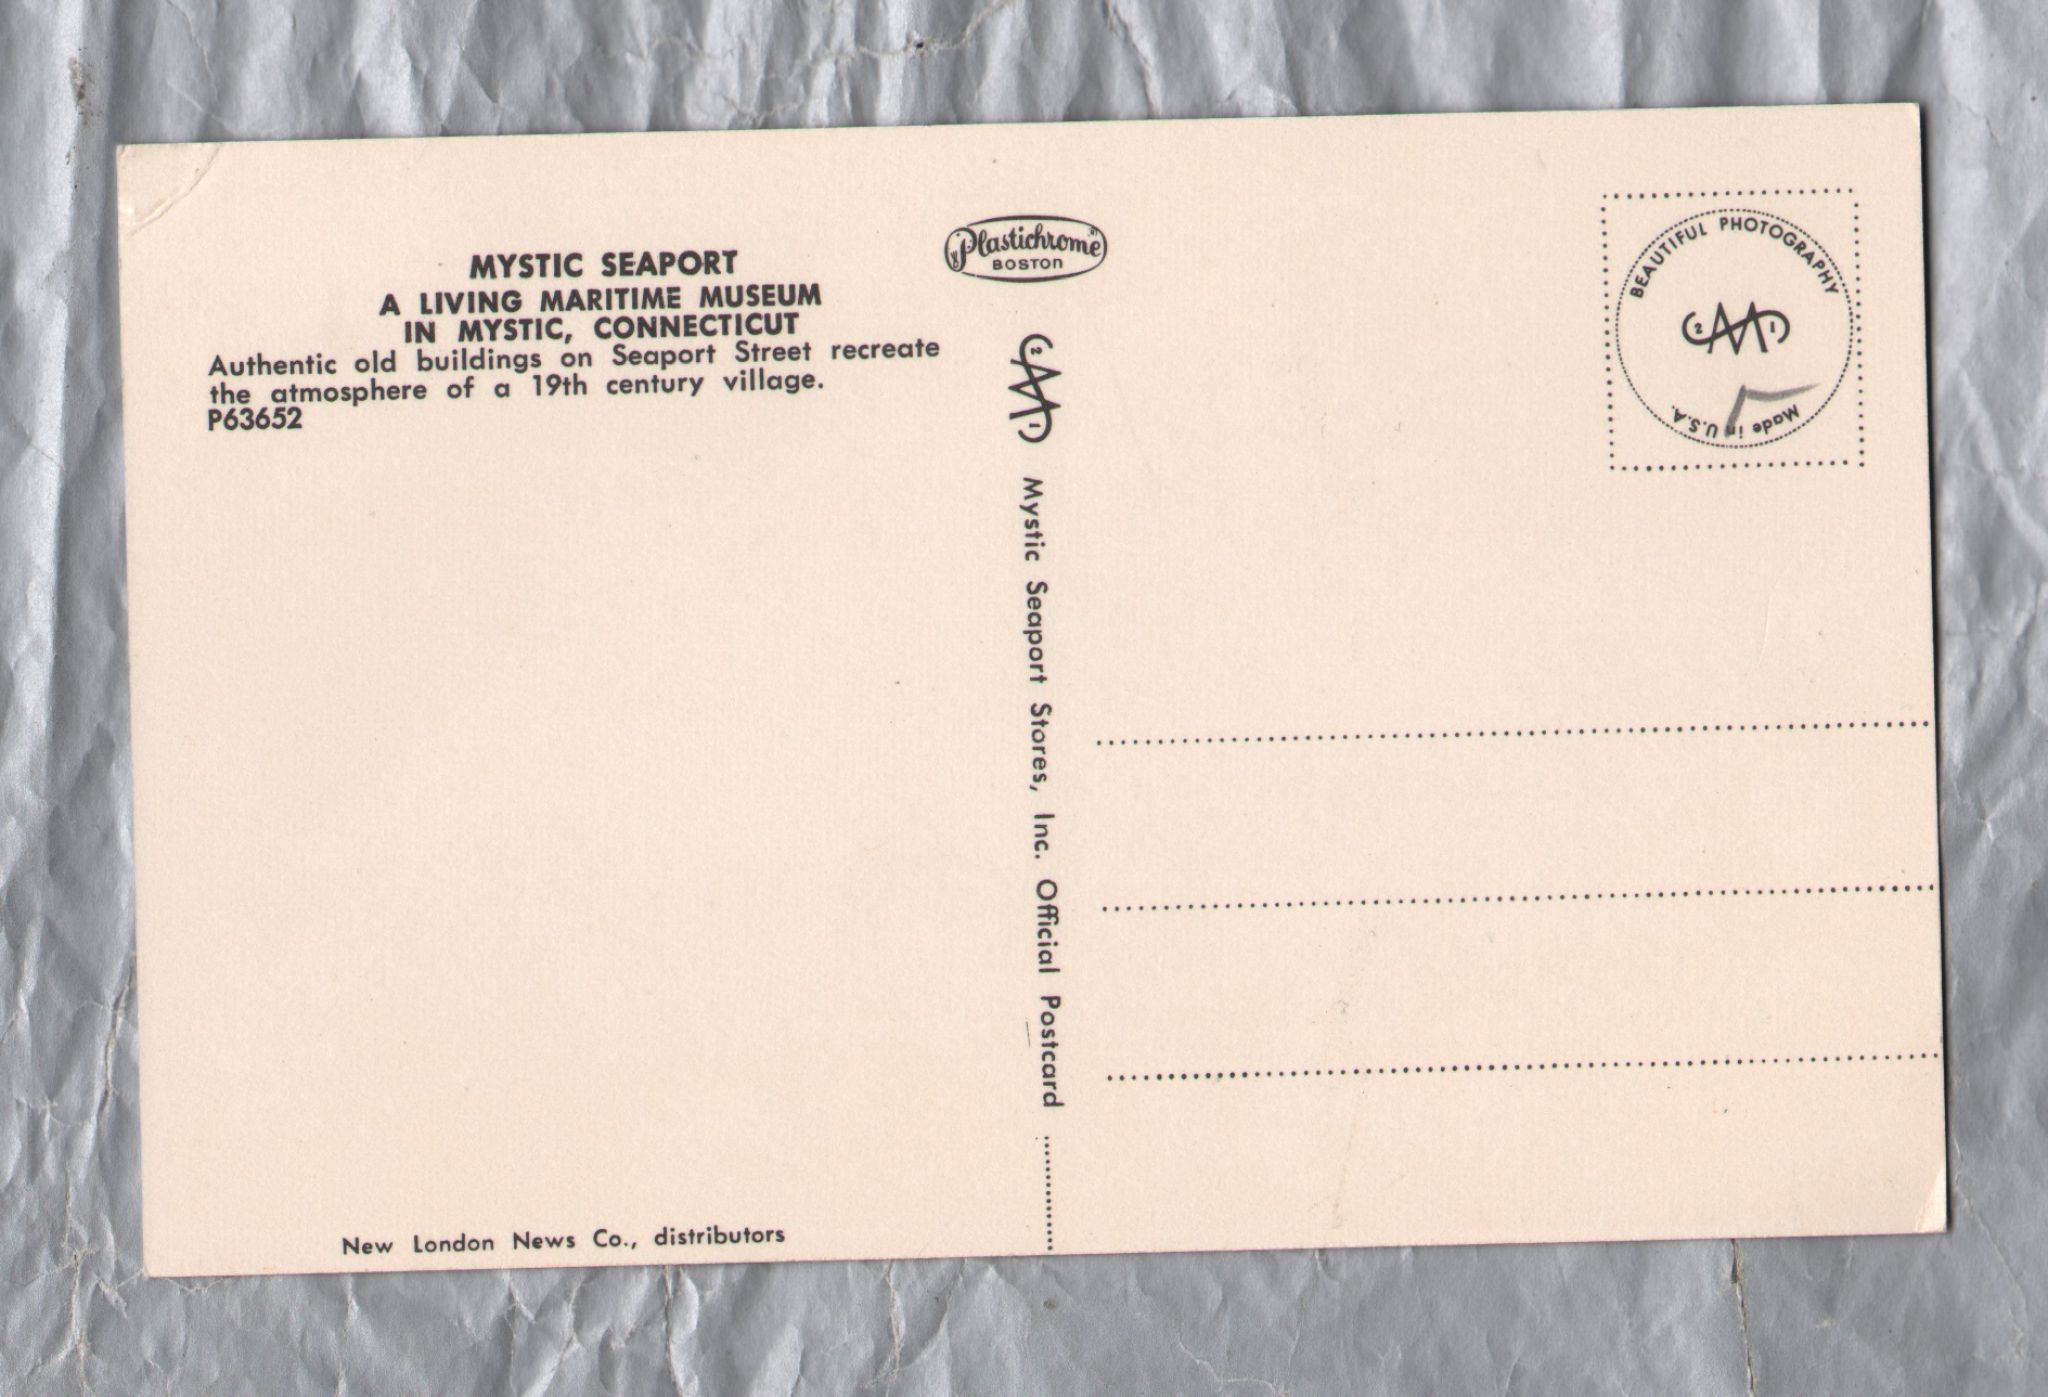 MYSTIC SEAPORT
A LIVING MARITIME MUSEUM
IN MYSTIC, CONNECTICUT
Authentic old buildings on Seaport Street recreate
the atmosphere of a 19th century village.
P63652
New London News Co., distributors
Plastichrome
BOSTON
Mystic Seaport Stores, Inc. Official Postcard
BEAUTIFUL PHOTOGRAPHY
Made in U.S.A.